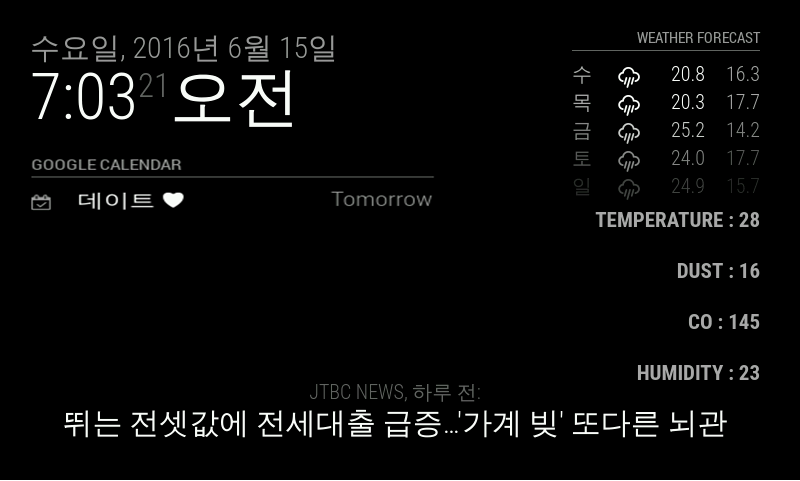 수요일, 2016년 6월 15일
7:03 21 오전
GOOGLE CALENDAR
데이트 Tomorrow
WEATHER FORECAST
수 20.8 16.3
목 20.3 17.7
금 25.2 14.2
토 24.0 17.7
일 24.9 15.7
TEMPERATURE : 28
DUST : 16
CO : 145
HUMIDITY : 23
JTBC NEWS, 하루 전:
뛰는 전셋값에 전세대출 급증…'가계 빚' 또다른 뇌관